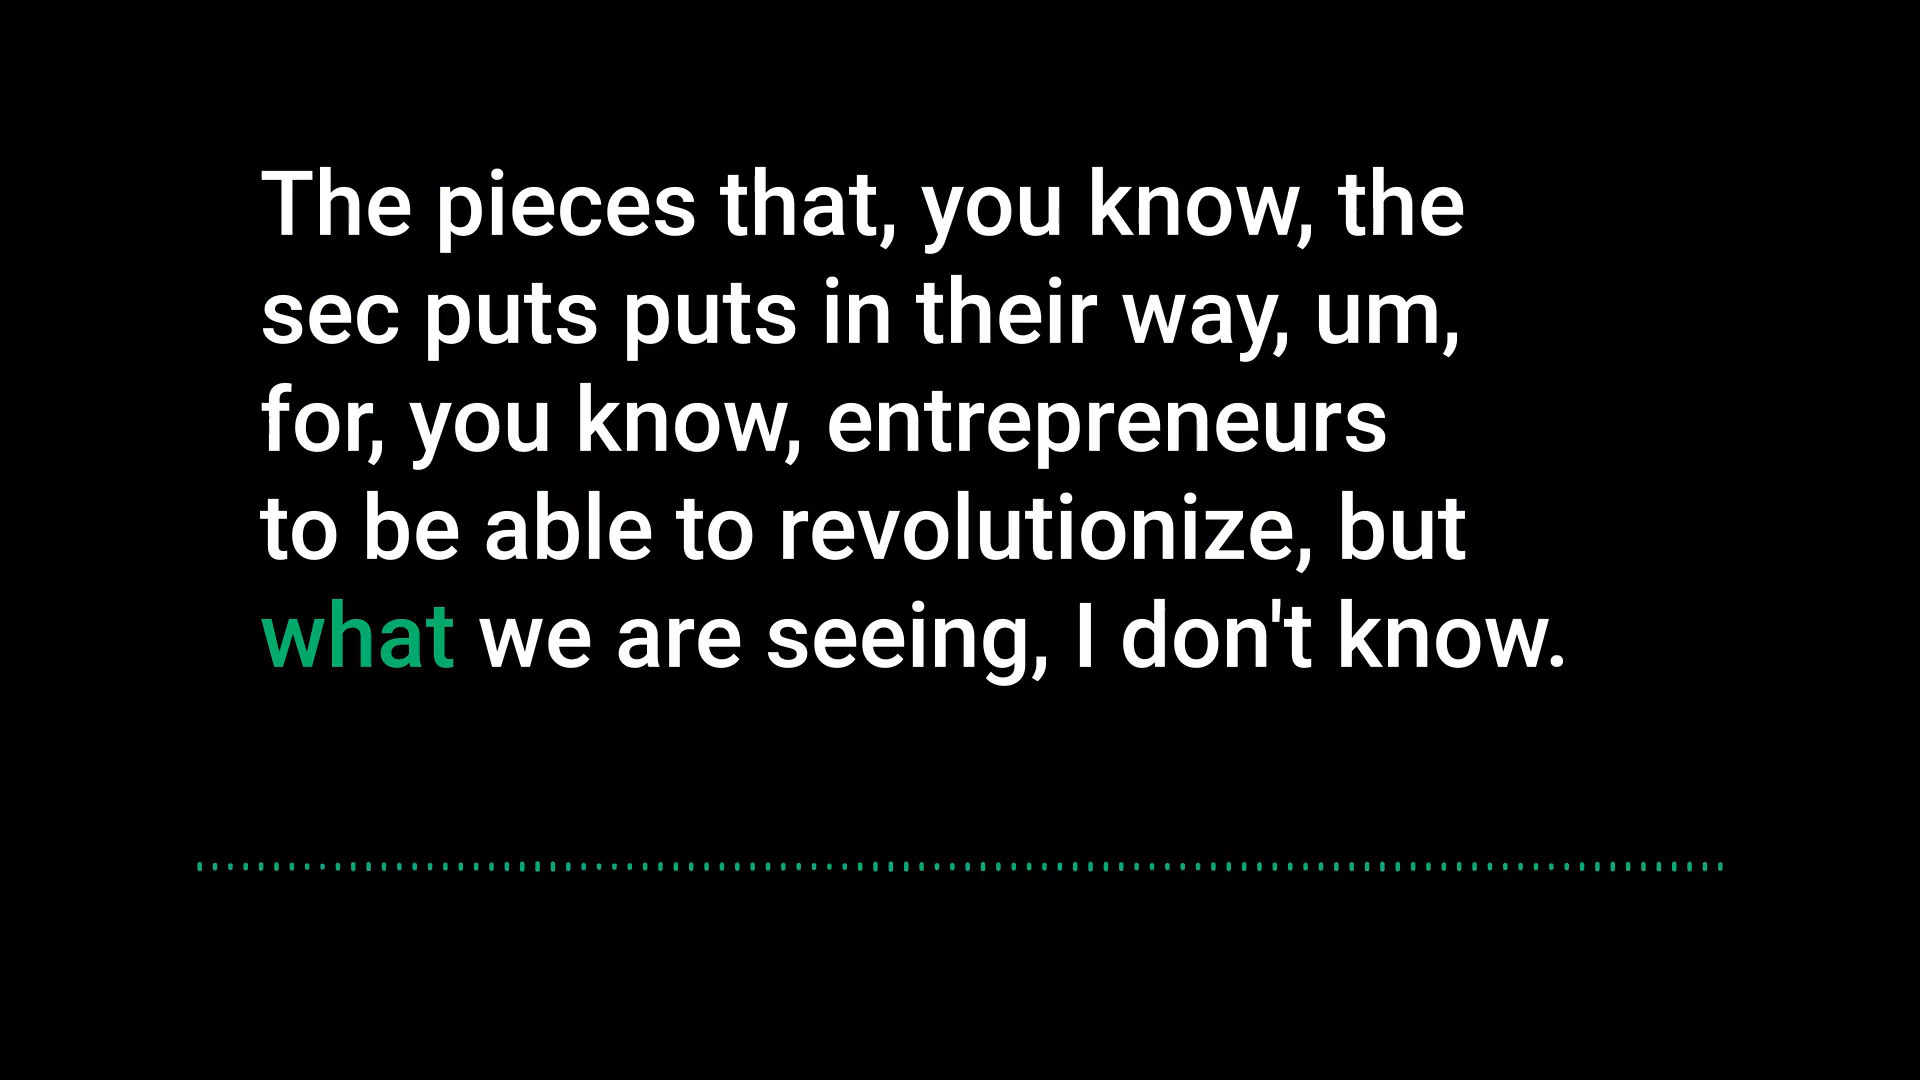 The pieces that, you know, the
sec puts puts in their way, um,
for, you know, entrepreneurs
to be able to revolutionize, but
what we are seeing, I don't know.